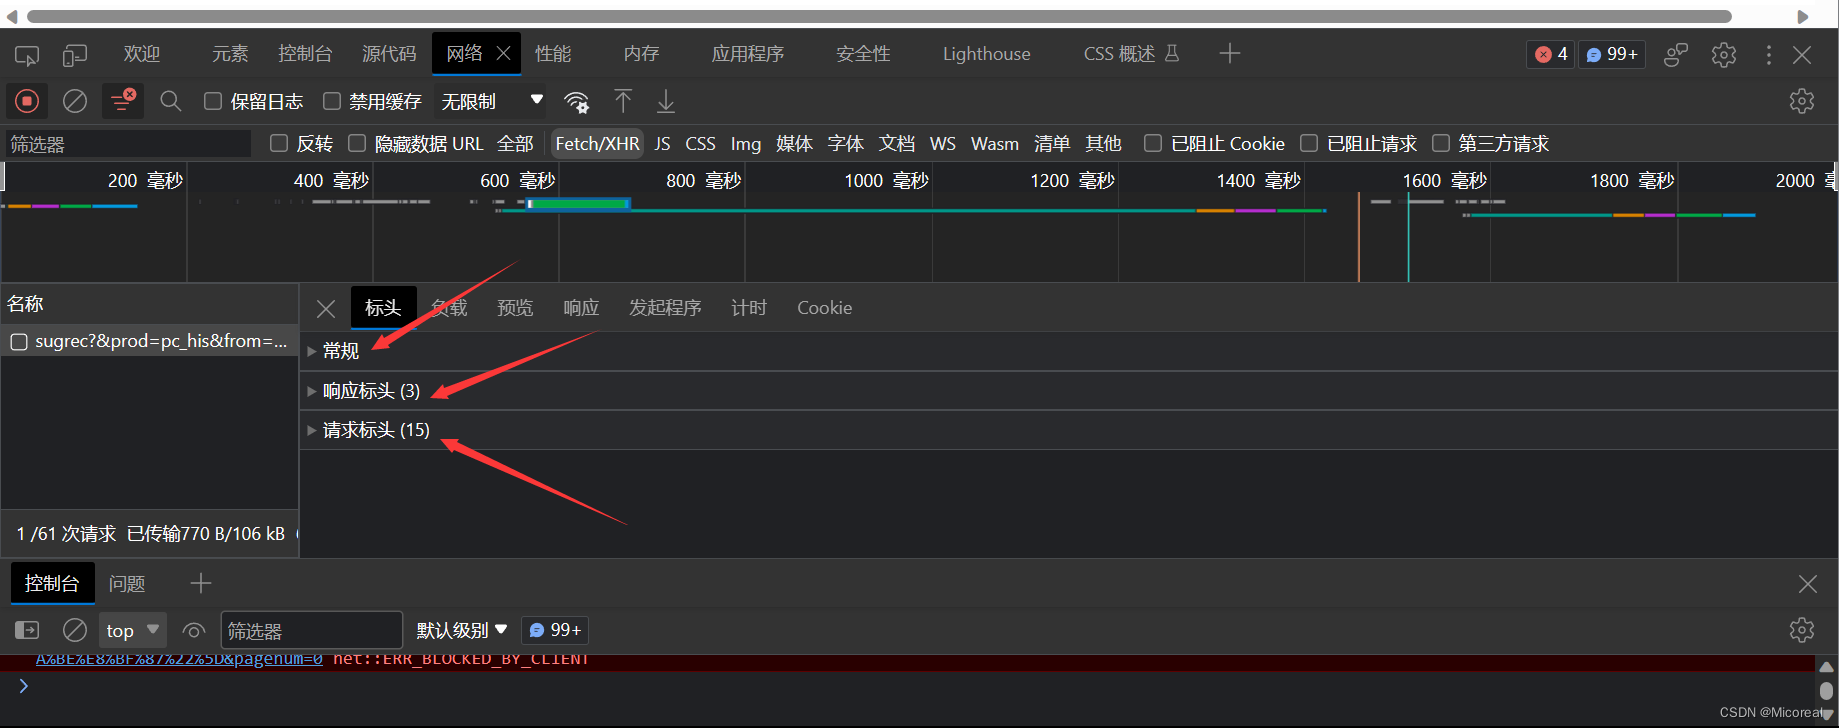 欢迎 元素 控制台 源代码 网络 性能 内存 应用程序 安全性 Lighthouse CSS 概述 4 99+
保留日志 禁用缓存 无限制
筛选器 反转 隐藏数据 URL 全部 Fetch/XHR JS CSS Img 媒体 字体 文档 WS Wasm 清单 其他 已阻止 Cookie 已阻止请求 第三方请求
200 毫秒 400 毫秒 600 毫秒 800 毫秒 1000 毫秒 1200 毫秒 1400 毫秒 1600 毫秒 1800 毫秒 2000
名称 标头 负载 预览 响应 发起程序 计时 Cookie
sugrec?&prod=pc_his&from=...
常规
响应标头 (3)
请求标头 (15)
1 /61 次请求 已传输770 B/106 kB
控制台 问题
top 筛选器 默认级别 99+
A%BE%E8%BF%87%22%5D&pagenum=0 net::ERR_BLOCKED_BY_CLIENT
CSDN @Micoreal